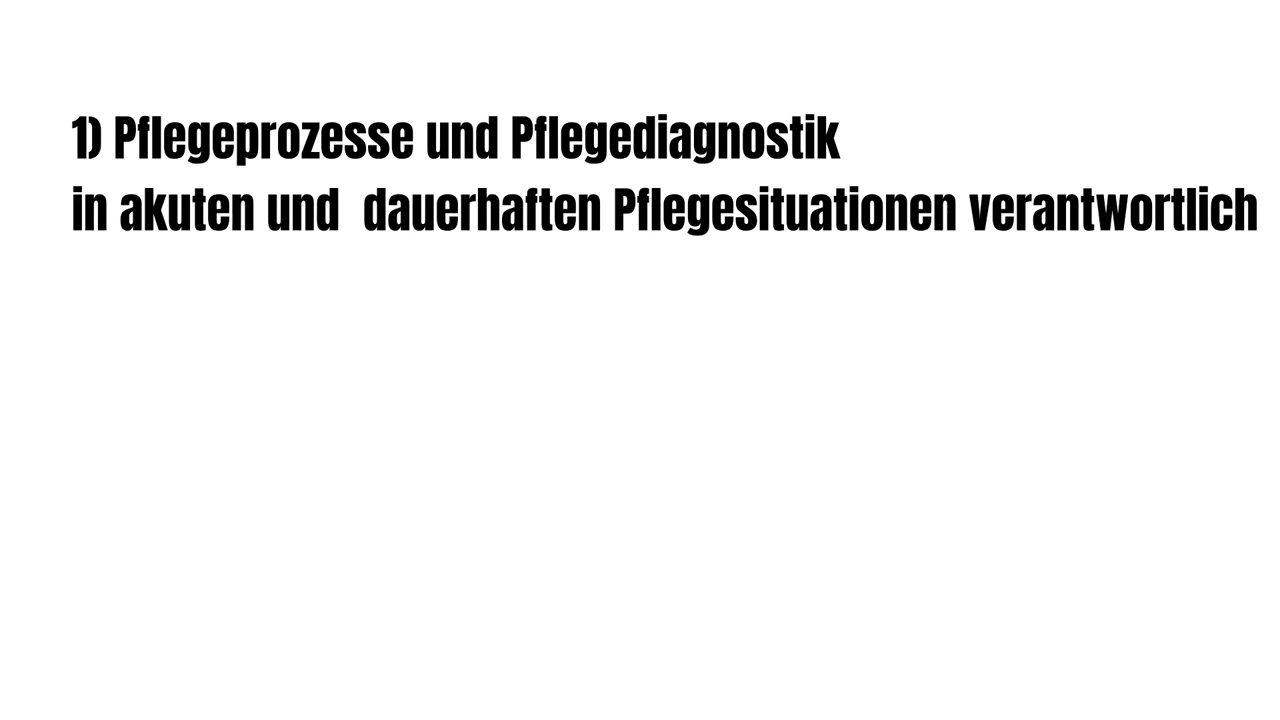 1) Pflegeprozesse und Pflegediagnostik
in akuten und  dauerhaften Pflegesituationen verantwortlich